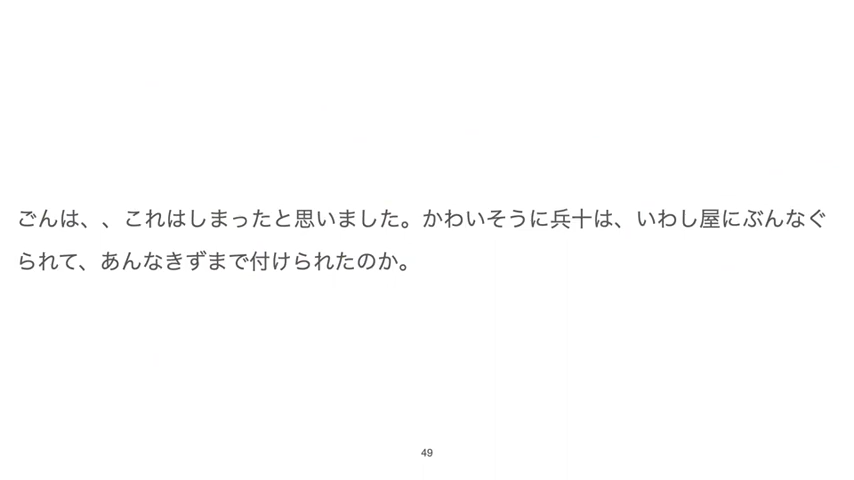 ごんは、、これはしまったと思いました。かわいそうに兵十は、いわし屋にぶんなぐ
られて、あんなきずまで付けられたのか。
49